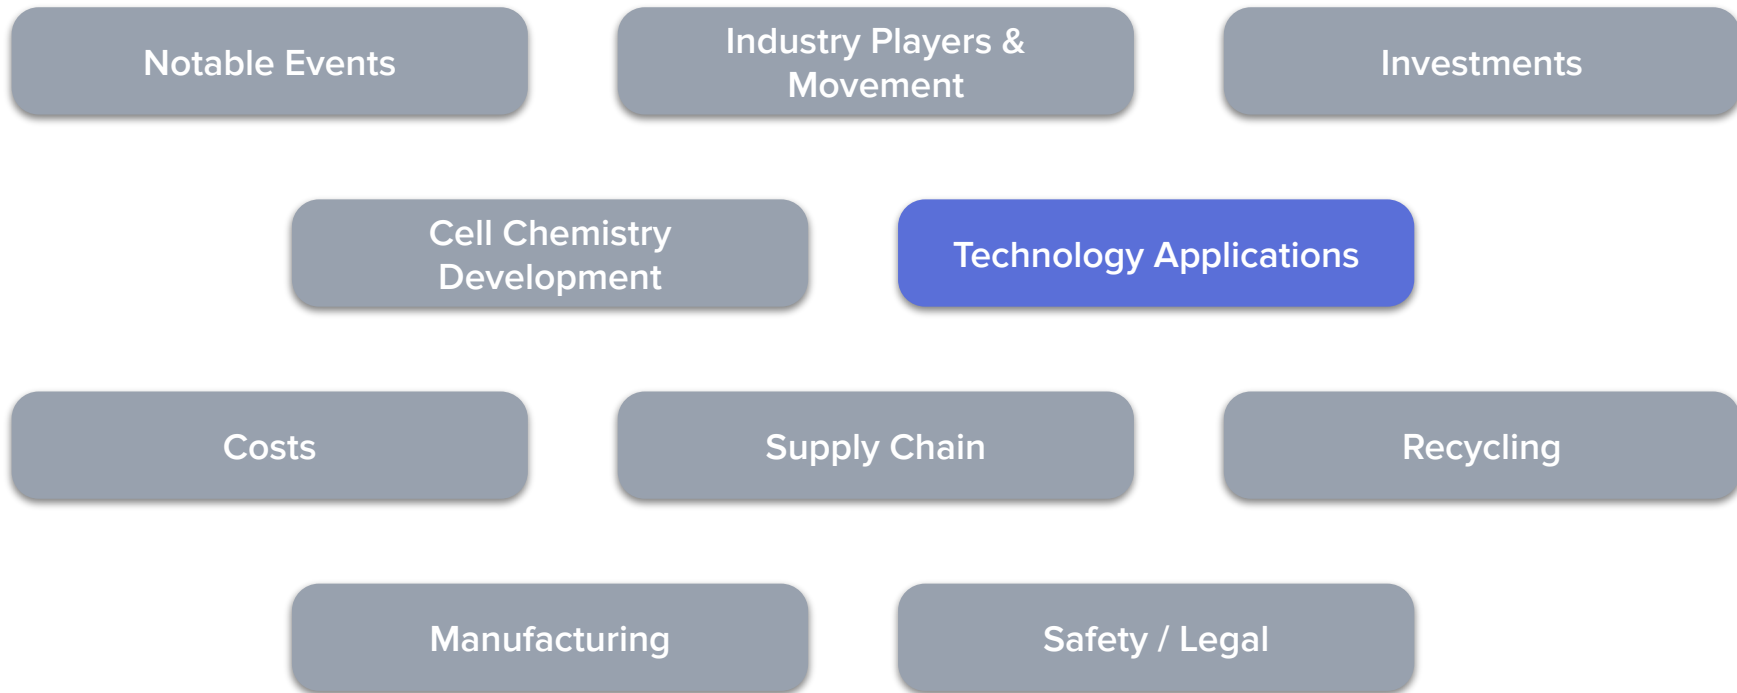 Notable Events
Industry Players &
Movement
Investments
Cell Chemistry
Development
Technology Applications
Costs
Supply Chain
Recycling
Manufacturing
Safety / Legal